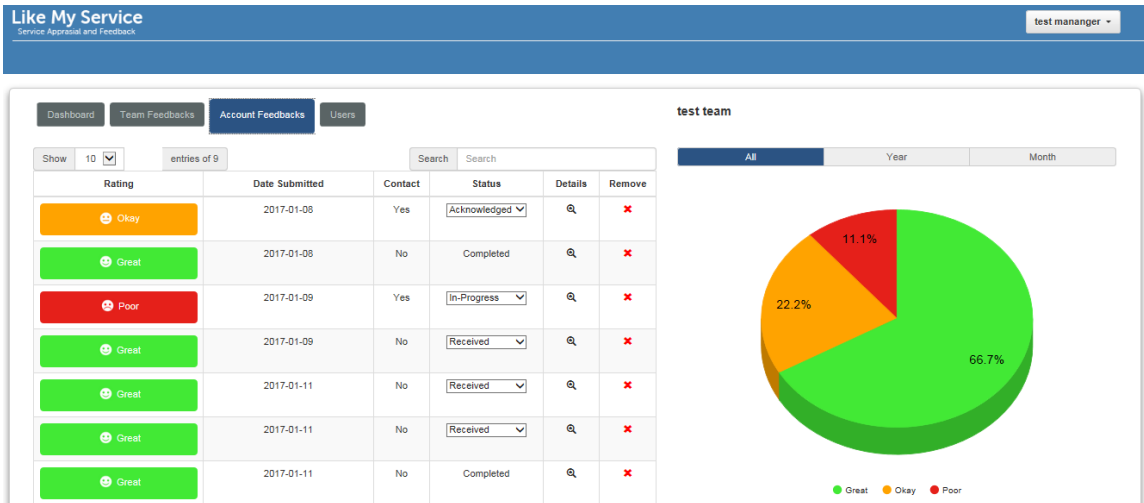 Like My Service
Service Apprasial and Feedback
test mananger
Dashboard Team Feedbacks Account Feedbacks Users
test team
Show 10 entries of 9 Search Search
All Year Month
Rating Date Submitted Contact Status Details Remove
Okay 2017-01-08 Yes Acknowledged
Great 2017-01-08 No Completed
Poor 2017-01-09 Yes In-Progress
Great 2017-01-09 No Received
Great 2017-01-11 No Received
Great 2017-01-11 No Received
Great 2017-01-11 No Completed
11.1%
22.2%
66.7%
Great Okay Poor